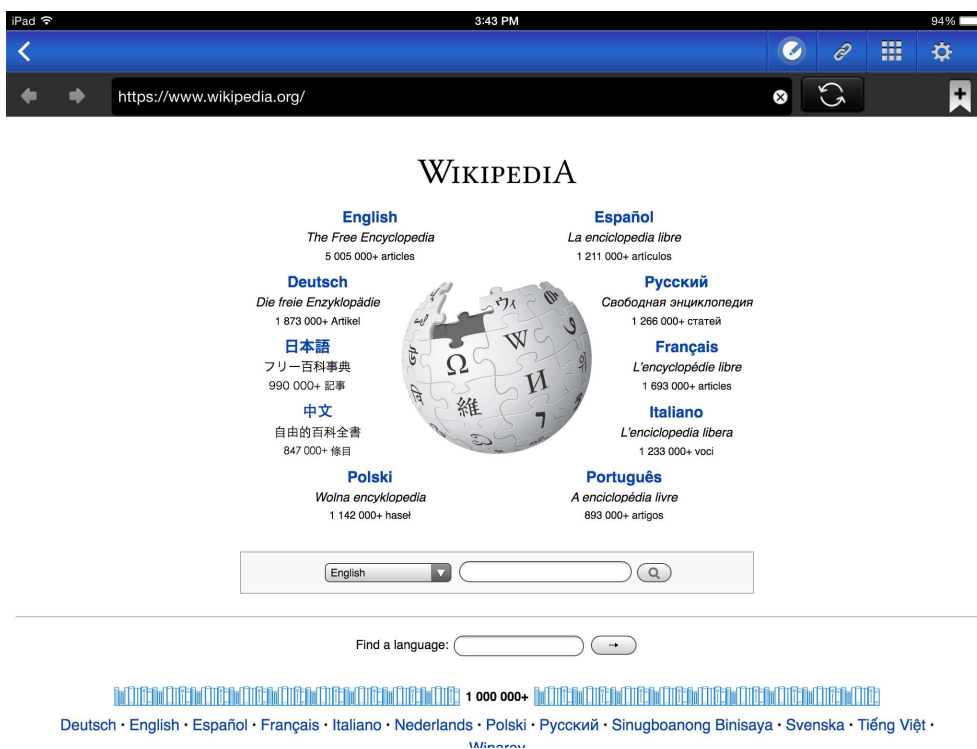 iPad 3:43 PM 94%
https://www.wikipedia.org/
WIKIPEDIA
English
The Free Encyclopedia
5 005 000+ articles
Español
La enciclopedia libre
1 211 000+ artículos
Deutsch
Die freie Enzyklopädie
1 873 000+ Artikel
Русский
Свободная энциклопедия
1 266 000+ статей
日本語
フリー百科事典
990 000+ 記事
Français
L'encyclopédie libre
1 693 000+ articles
中文
自由的百科全書
847 000+ 條目
Italiano
L'enciclopedia libera
1 233 000+ voci
Polski
Wolna encyklopedia
1 142 000+ haseł
Português
A enciclopédia livre
893 000+ artigos
Ω W И 維 ウィ 7
English
Find a language: →
1 000 000+
Deutsch · English · Español · Français · Italiano · Nederlands · Polski · Русский · Sinugboanong Binisaya · Svenska · Tiếng Việt ·
Winaray